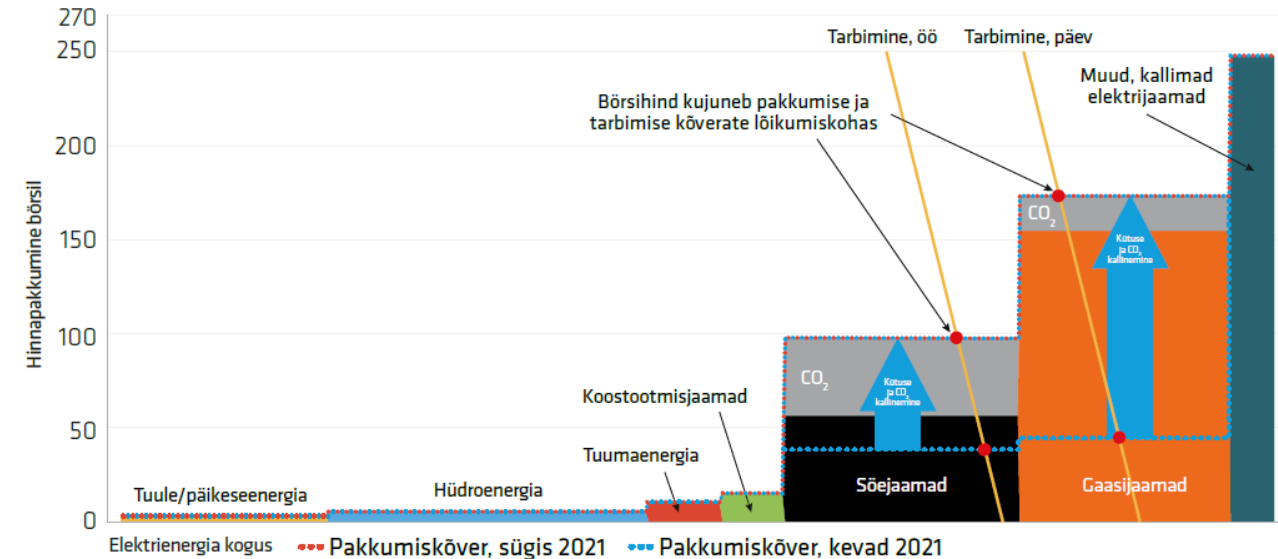 Hinnapakkumine börsil
270
250
200
150
100
50
0
Tarbimine, öö
Tarbimine, päev
Muud, kallimad
elektrijaamad
Börsihind kujuneb pakkumise ja
tarbimise kõverate lõikumiskohas
CO₂
Kütuse
ja CO₂
kallinemine
CO₂
Kütuse
ja CO₂
kallinemine
Koostootmisjaamad
Tuumaenergia
Tuule/päikeseenergia
Hüdroenergia
Söejaamad
Gaasijaamad
Elektrienergia kogus
Pakkumiskõver, sügis 2021
Pakkumiskõver, kevad 2021